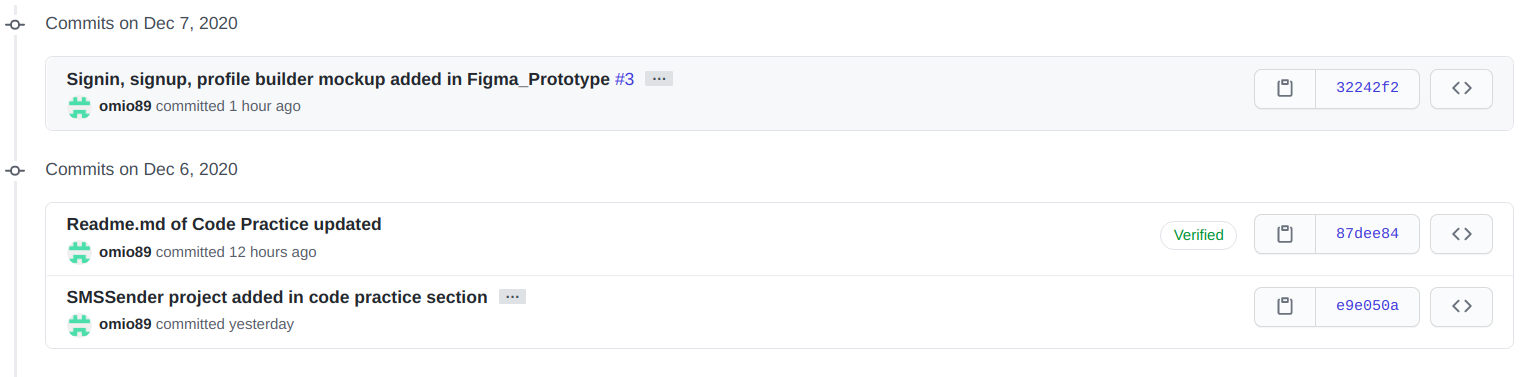 Commits on Dec 7, 2020
Signin, signup, profile builder mockup added in Figma_Prototype #3 ...
omio89 committed 1 hour ago
32242f2
Commits on Dec 6, 2020
Readme.md of Code Practice updated
omio89 committed 12 hours ago
Verified
87dee84
SMSSender project added in code practice section ...
omio89 committed yesterday
e9e050a